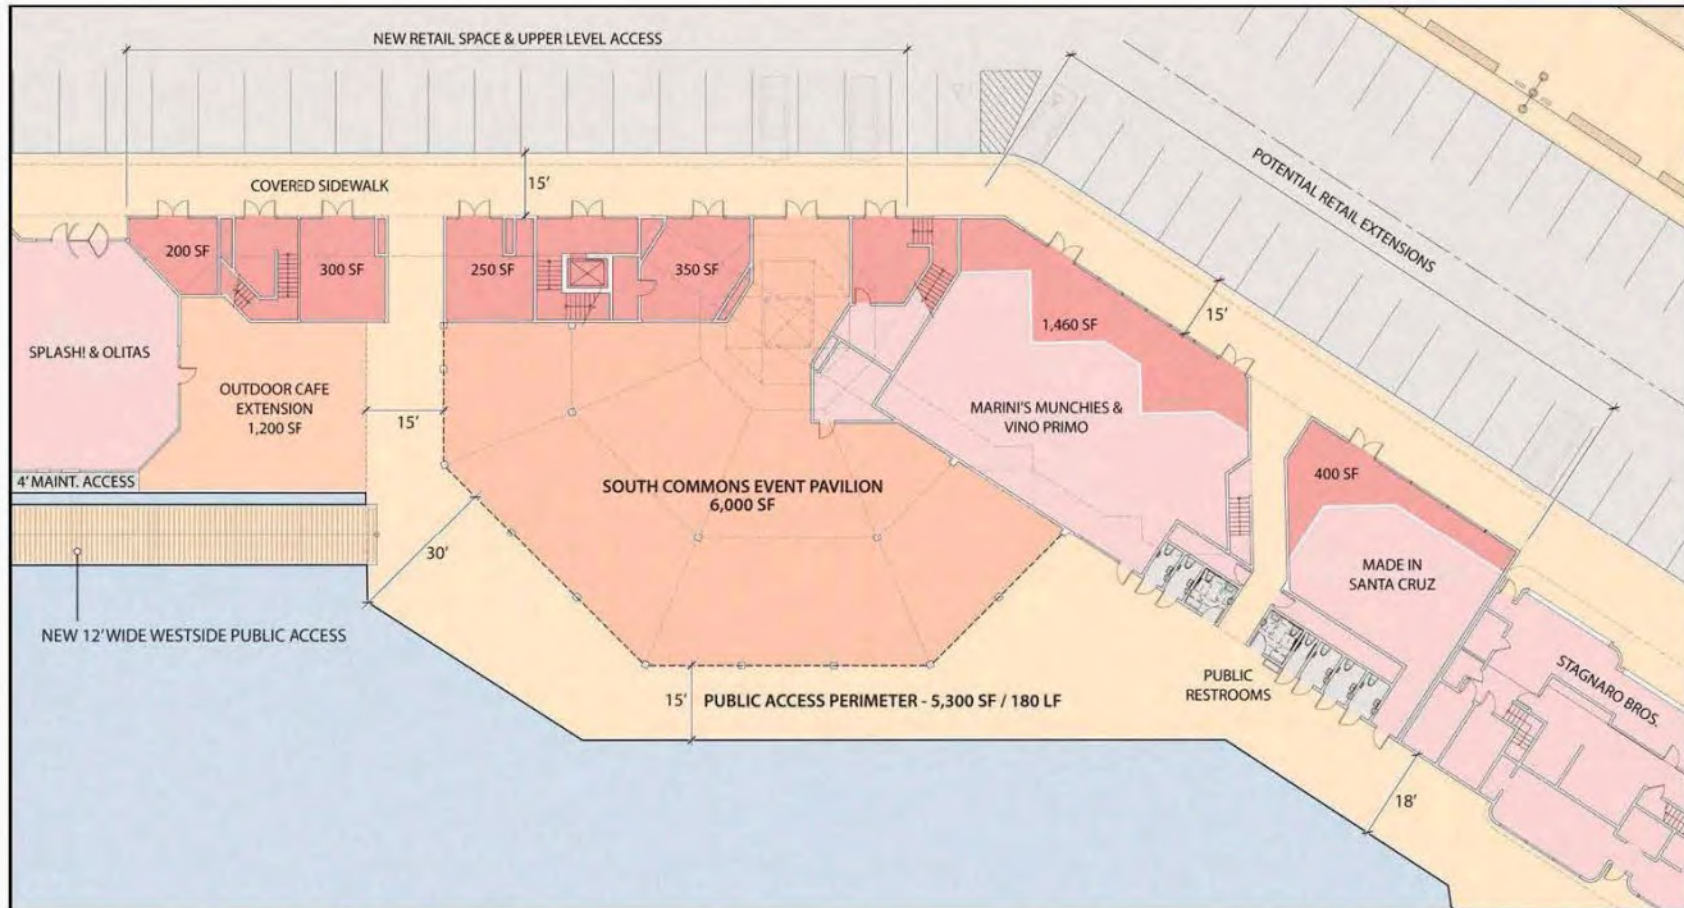 NEW RETAIL SPACE & UPPER LEVEL ACCESS
POTENTIAL RETAIL EXTENSIONS
COVERED SIDEWALK
15'
200 SF
300 SF
250 SF
350 SF
1,460 SF
15'
SPLASH! & OLITAS
OUTDOOR CAFE
EXTENSION
1,200 SF
15'
MARINI'S MUNCHIES &
VINO PRIMO
4' MAINT. ACCESS
SOUTH COMMONS EVENT PAVILION
6,000 SF
400 SF
30'
MADE IN
SANTA CRUZ
NEW 12' WIDE WESTSIDE PUBLIC ACCESS
15'
PUBLIC ACCESS PERIMETER - 5,300 SF / 180 LF
PUBLIC
RESTROOMS
STAGNARO BROS.
18'